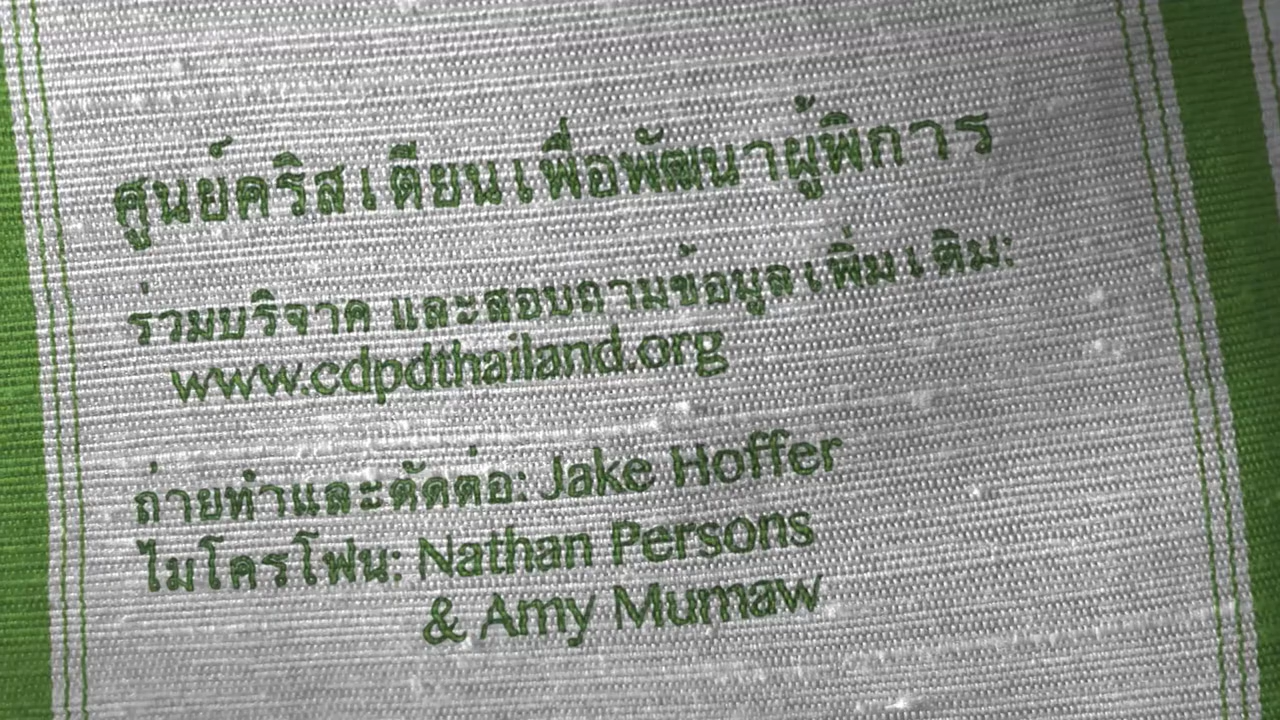 ศูนย์คริสเตียนเพื่อพัฒนาผู้พิการ
ร่วมบริจาค และสอบถามข้อมูลเพิ่มเติม:
www.cdpdthailand.org
ถ่ายทำและตัดต่อ: Jake Hoffer
ไมโครโฟน: Nathan Persons
& Amy Mumaw